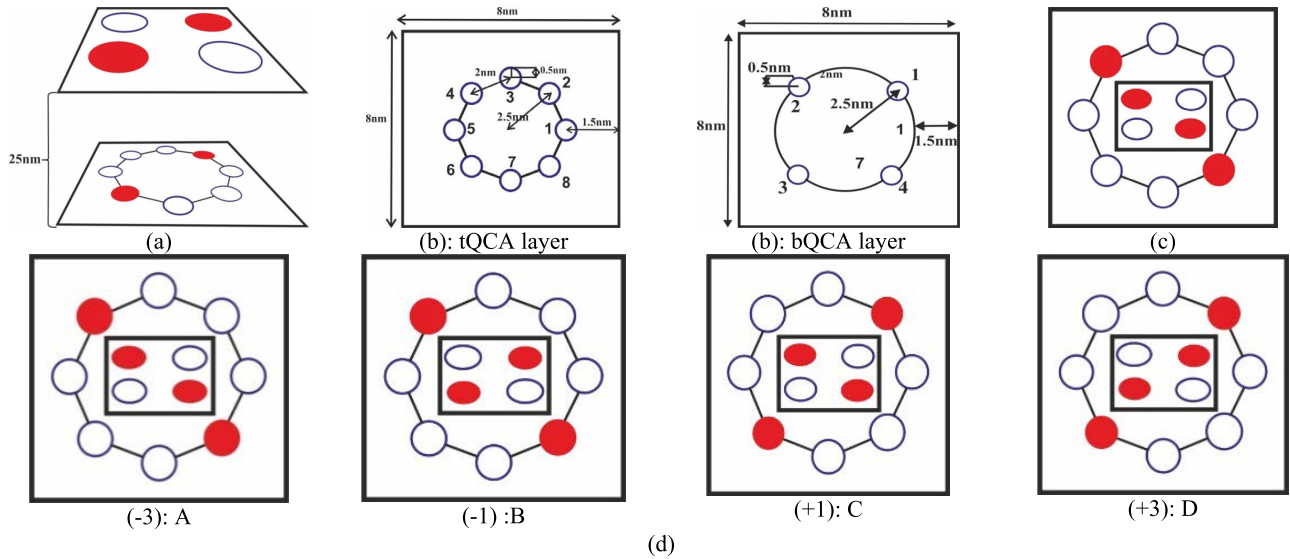 25nm
(a)
8nm
8nm
2nm
0.5nm
4
3
2
5
2.5nm
1
1.5nm
6
7
8
(b): tQCA layer
8nm
8nm
0.5nm
2nm
1
2
2.5nm
1
1.5nm
7
3
4
(b): bQCA layer
(c)
(-3): A
(-1) :B
(+1): C
(+3): D
(d)